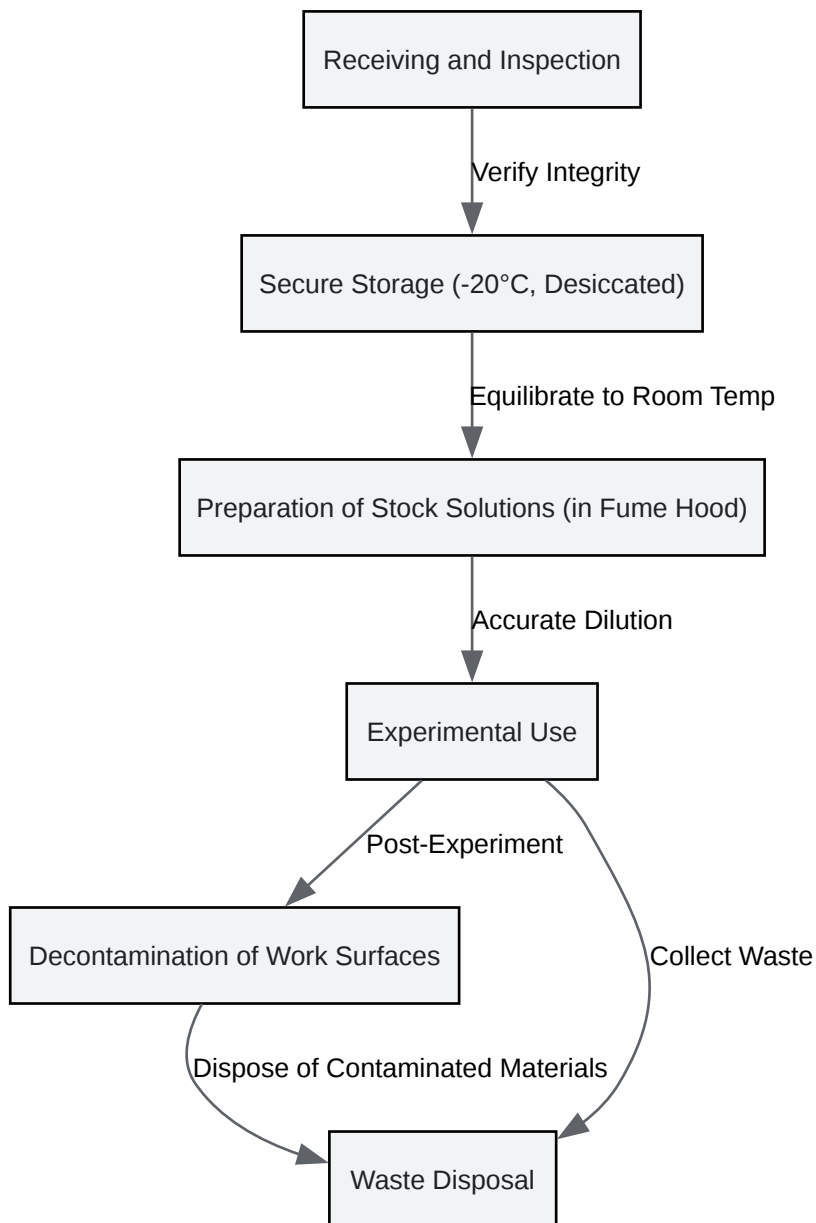 Receiving and Inspection
Verify Integrity
Secure Storage (-20°C, Desiccated)
Equilibrate to Room Temp
Preparation of Stock Solutions (in Fume Hood)
Accurate Dilution
Experimental Use
Post-Experiment
Decontamination of Work Surfaces
Collect Waste
Dispose of Contaminated Materials
Waste Disposal